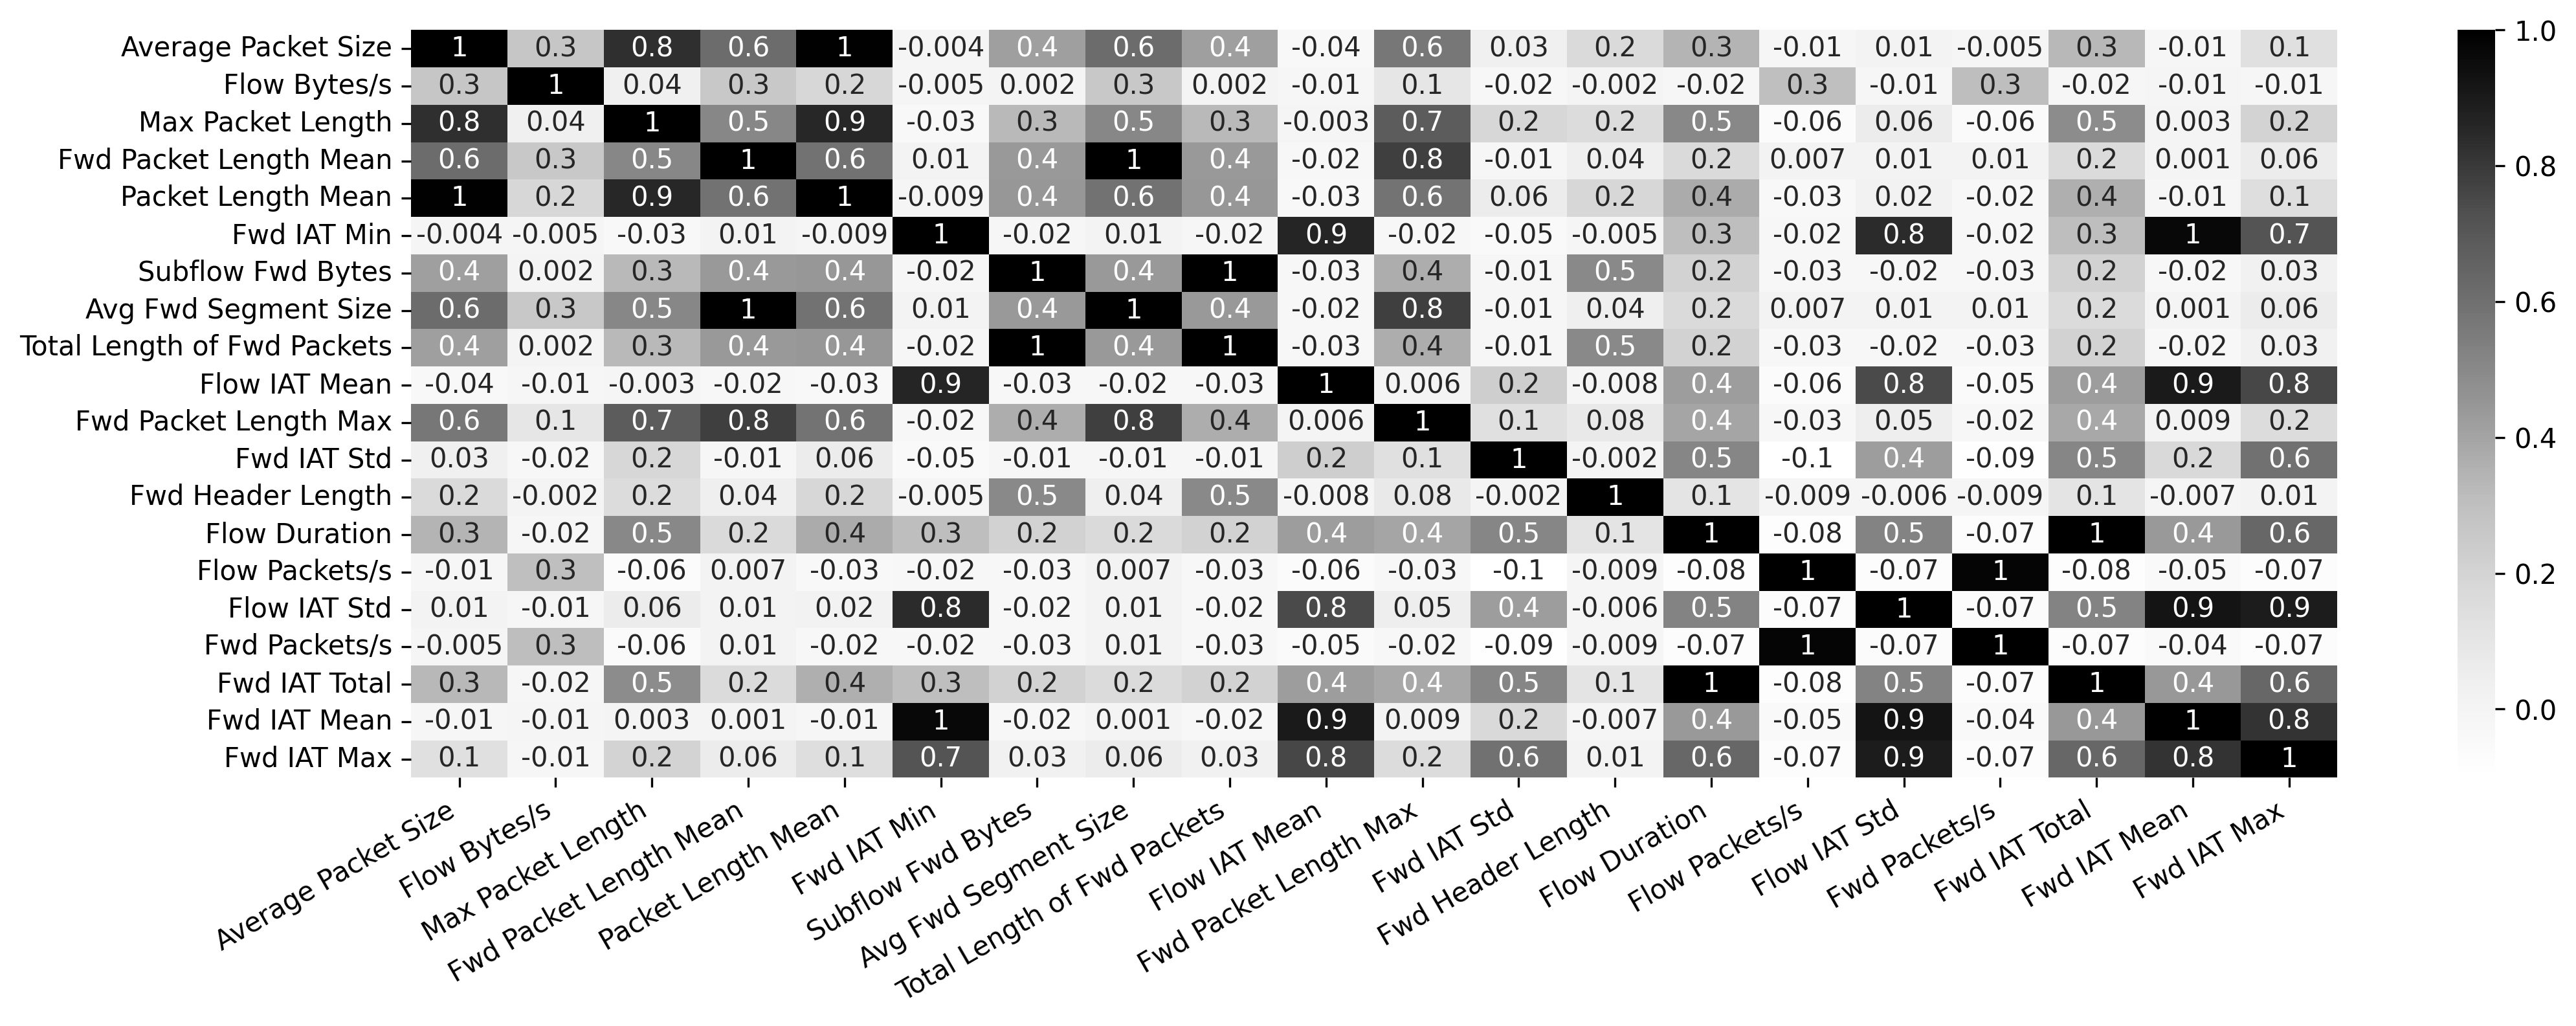 Average Packet Size 1 0.3 0.8 0.6 1 -0.004 0.4 0.6 0.4 -0.04 0.6 0.03 0.2 0.3 -0.01 0.01 -0.005 0.3 -0.01 0.1
Flow Bytes/s 0.3 1 0.04 0.3 0.2 -0.005 0.002 0.3 0.002 -0.01 0.1 -0.02 -0.002 -0.02 0.3 -0.01 0.3 -0.02 -0.01 -0.01
Max Packet Length 0.8 0.04 1 0.5 0.9 -0.03 0.3 0.5 0.3 -0.003 0.7 0.2 0.2 0.5 -0.06 0.06 -0.06 0.5 0.003 0.2
Fwd Packet Length Mean 0.6 0.3 0.5 1 0.6 0.01 0.4 1 0.4 -0.02 0.8 -0.01 0.04 0.2 0.007 0.01 0.01 0.2 0.001 0.06
Packet Length Mean 1 0.2 0.9 0.6 1 -0.009 0.4 0.6 0.4 -0.03 0.6 0.06 0.2 0.4 -0.03 0.02 -0.02 0.4 -0.01 0.1
Fwd IAT Min -0.004 -0.005 -0.03 0.01 -0.009 1 -0.02 0.01 -0.02 0.9 -0.02 -0.05 -0.005 0.3 -0.02 0.8 -0.02 0.3 1 0.7
Subflow Fwd Bytes 0.4 0.002 0.3 0.4 0.4 -0.02 1 0.4 1 -0.03 0.4 -0.01 0.5 0.2 -0.03 -0.02 -0.03 0.2 -0.02 0.03
Avg Fwd Segment Size 0.6 0.3 0.5 1 0.6 0.01 0.4 1 0.4 -0.02 0.8 -0.01 0.04 0.2 0.007 0.01 0.01 0.2 0.001 0.06
Total Length of Fwd Packets 0.4 0.002 0.3 0.4 0.4 -0.02 1 0.4 1 -0.03 0.4 -0.01 0.5 0.2 -0.03 -0.02 -0.03 0.2 -0.02 0.03
Flow IAT Mean -0.04 -0.01 -0.003 -0.02 -0.03 0.9 -0.03 -0.02 -0.03 1 0.006 0.2 -0.008 0.4 -0.06 0.8 -0.05 0.4 0.9 0.8
Fwd Packet Length Max 0.6 0.1 0.7 0.8 0.6 -0.02 0.4 0.8 0.4 0.006 1 0.1 0.08 0.4 -0.03 0.05 -0.02 0.4 0.009 0.2
Fwd IAT Std 0.03 -0.02 0.2 -0.01 0.06 -0.05 -0.01 -0.01 -0.01 0.2 0.1 1 -0.002 0.5 -0.1 0.4 -0.09 0.5 0.2 0.6
Fwd Header Length 0.2 -0.002 0.2 0.04 0.2 -0.005 0.5 0.04 0.5 -0.008 0.08 -0.002 1 0.1 -0.009 -0.006 -0.009 0.1 -0.007 0.01
Flow Duration 0.3 -0.02 0.5 0.2 0.4 0.3 0.2 0.2 0.2 0.4 0.4 0.5 0.1 1 -0.08 0.5 -0.07 1 0.4 0.6
Flow Packets/s -0.01 0.3 -0.06 0.007 -0.03 -0.02 -0.03 0.007 -0.03 -0.06 -0.03 -0.1 -0.009 -0.08 1 -0.07 1 -0.08 -0.05 -0.07
Flow IAT Std 0.01 -0.01 0.06 0.01 0.02 0.8 -0.02 0.01 -0.02 0.8 0.05 0.4 -0.006 0.5 -0.07 1 -0.07 0.5 0.9 0.9
Fwd Packets/s -0.005 0.3 -0.06 0.01 -0.02 -0.02 -0.03 0.01 -0.03 -0.05 -0.02 -0.09 -0.009 -0.07 1 -0.07 1 -0.07 -0.04 -0.07
Fwd IAT Total 0.3 -0.02 0.5 0.2 0.4 0.3 0.2 0.2 0.2 0.4 0.4 0.5 0.1 1 -0.08 0.5 -0.07 1 0.4 0.6
Fwd IAT Mean -0.01 -0.01 0.003 0.001 -0.01 1 -0.02 0.001 -0.02 0.9 0.009 0.2 -0.007 0.4 -0.05 0.9 -0.04 0.4 1 0.8
Fwd IAT Max 0.1 -0.01 0.2 0.06 0.1 0.7 0.03 0.06 0.03 0.8 0.2 0.6 0.01 0.6 -0.07 0.9 -0.07 0.6 0.8 1
Average Packet Size
Flow Bytes/s
Max Packet Length
Fwd Packet Length Mean
Packet Length Mean
Fwd IAT Min
Subflow Fwd Bytes
Avg Fwd Segment Size
Total Length of Fwd Packets
Flow IAT Mean
Fwd Packet Length Max
Fwd IAT Std
Fwd Header Length
Flow Duration
Flow Packets/s
Flow IAT Std
Fwd Packets/s
Fwd IAT Total
Fwd IAT Mean
Fwd IAT Max
1.0
0.8
0.6
0.4
0.2
0.0